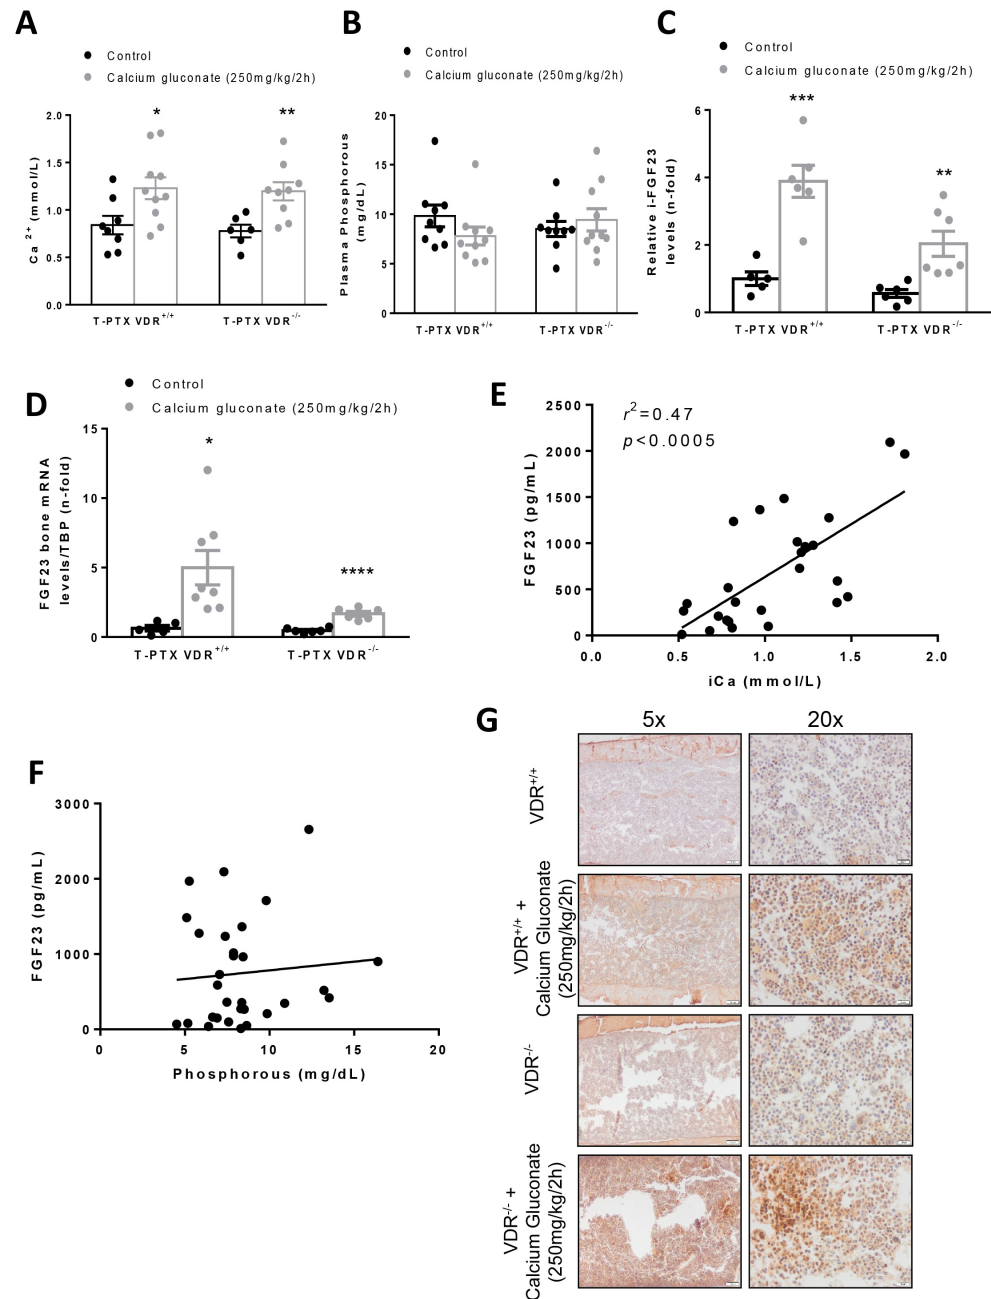 A
Control
Calcium gluconate (250mg/kg/2h)
Ca 2+ (mmol/L)
2.0
1.5
1.0
0.5
0.0
*
**
T-PTX VDR+/+
T-PTX VDR-/-
B
Control
Calcium gluconate (250mg/kg/2h)
Plasma Phosphorous
(mg/dL)
20
15
10
5
0
T-PTX VDR+/+
T-PTX VDR-/-
C
Control
Calcium gluconate (250mg/kg/2h)
Relative i-FGF23
levels (n-fold)
6
4
2
0
***
**
T-PTX VDR+/+
T-PTX VDR-/-
D
Control
Calcium gluconate (250mg/kg/2h)
FGF23 bone mRNA
levels/TBP (n-fold)
15
10
5
0
*
****
T-PTX VDR+/+
T-PTX VDR-/-
E
r2=0.47
p<0.0005
FGF23 (pg/mL)
2500
2000
1500
1000
500
0
0.0 0.5 1.0 1.5 2.0
iCa (mmol/L)
F
FGF23 (pg/mL)
3000
2000
1000
0
0 5 10 15 20
Phosphorous (mg/dL)
G
5x 20x
VDR+/+
VDR+/+ +
Calcium Gluconate
(250mg/kg/2h)
VDR-/-
VDR-/- +
Calcium Gluconate
(250mg/kg/2h)